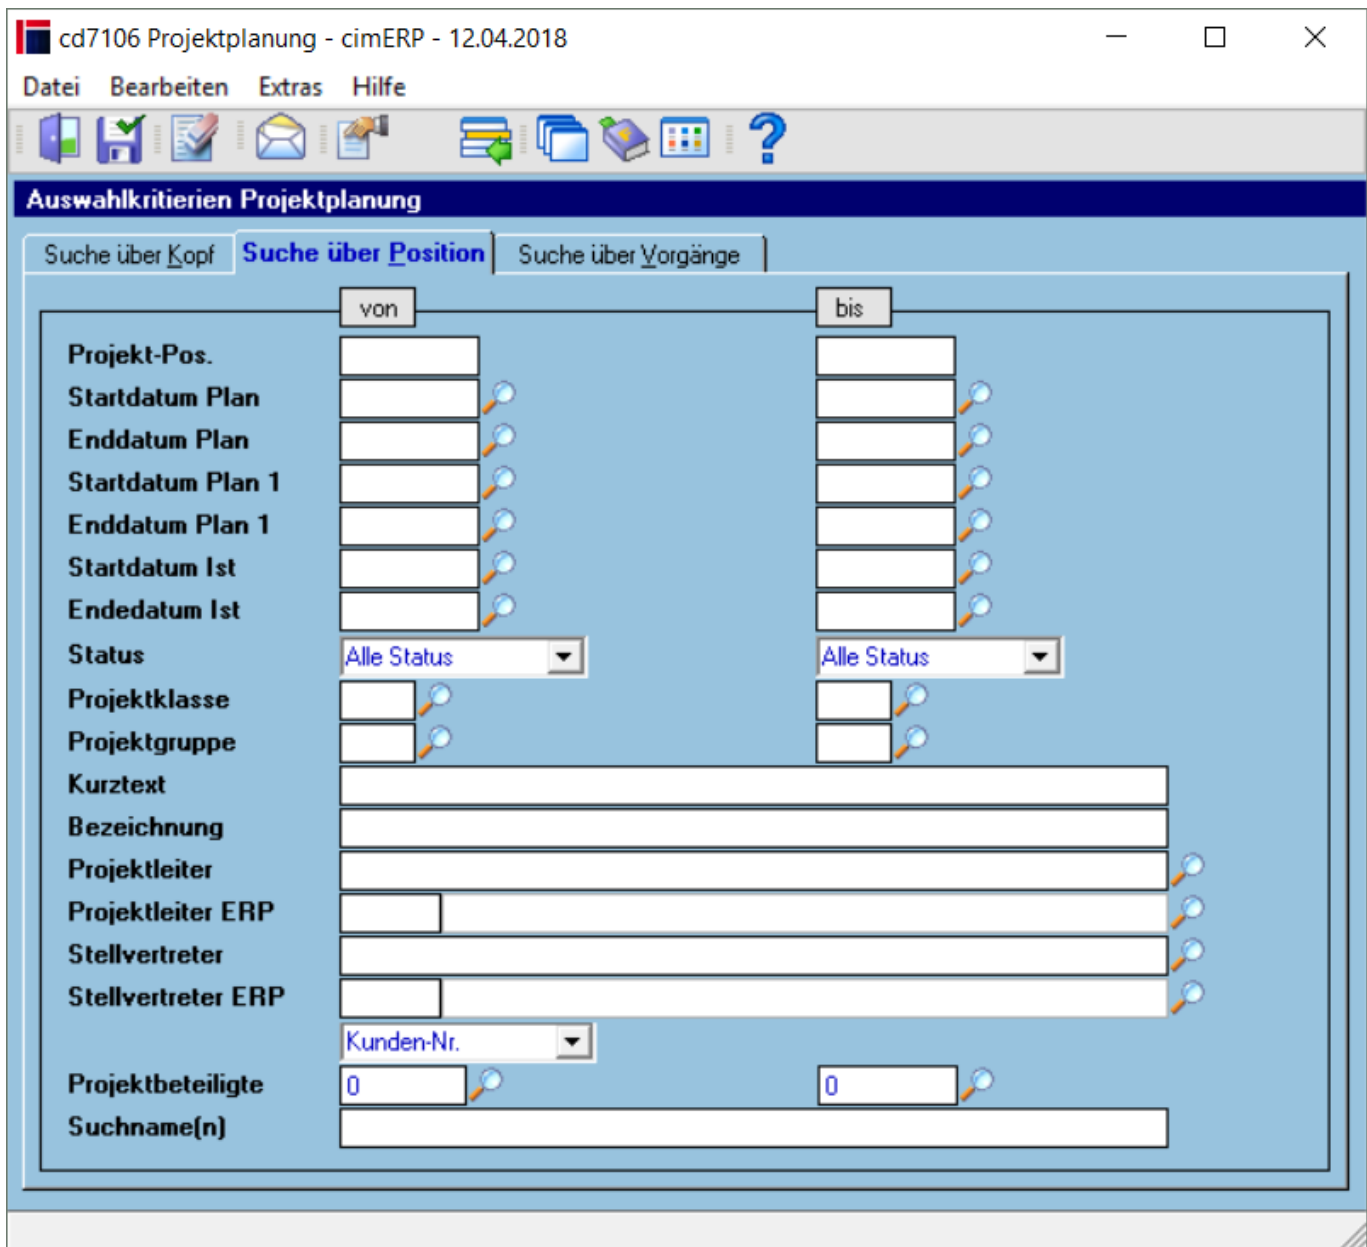 cd7106 Projektplanung - cimERP - 12.04.2018
Datei Bearbeiten Extras Hilfe
Auswahlkritierien Projektplanung
Suche über Kopf Suche über Position Suche über Vorgänge
von bis
Projekt-Pos.
Startdatum Plan
Enddatum Plan
Startdatum Plan 1
Enddatum Plan 1
Startdatum Ist
Endedatum Ist
Status Alle Status Alle Status
Projektklasse
Projektgruppe
Kurztext
Bezeichnung
Projektleiter
Projektleiter ERP
Stellvertreter
Stellvertreter ERP
Kunden-Nr.
Projektbeteiligte 0 0
Suchname(n)